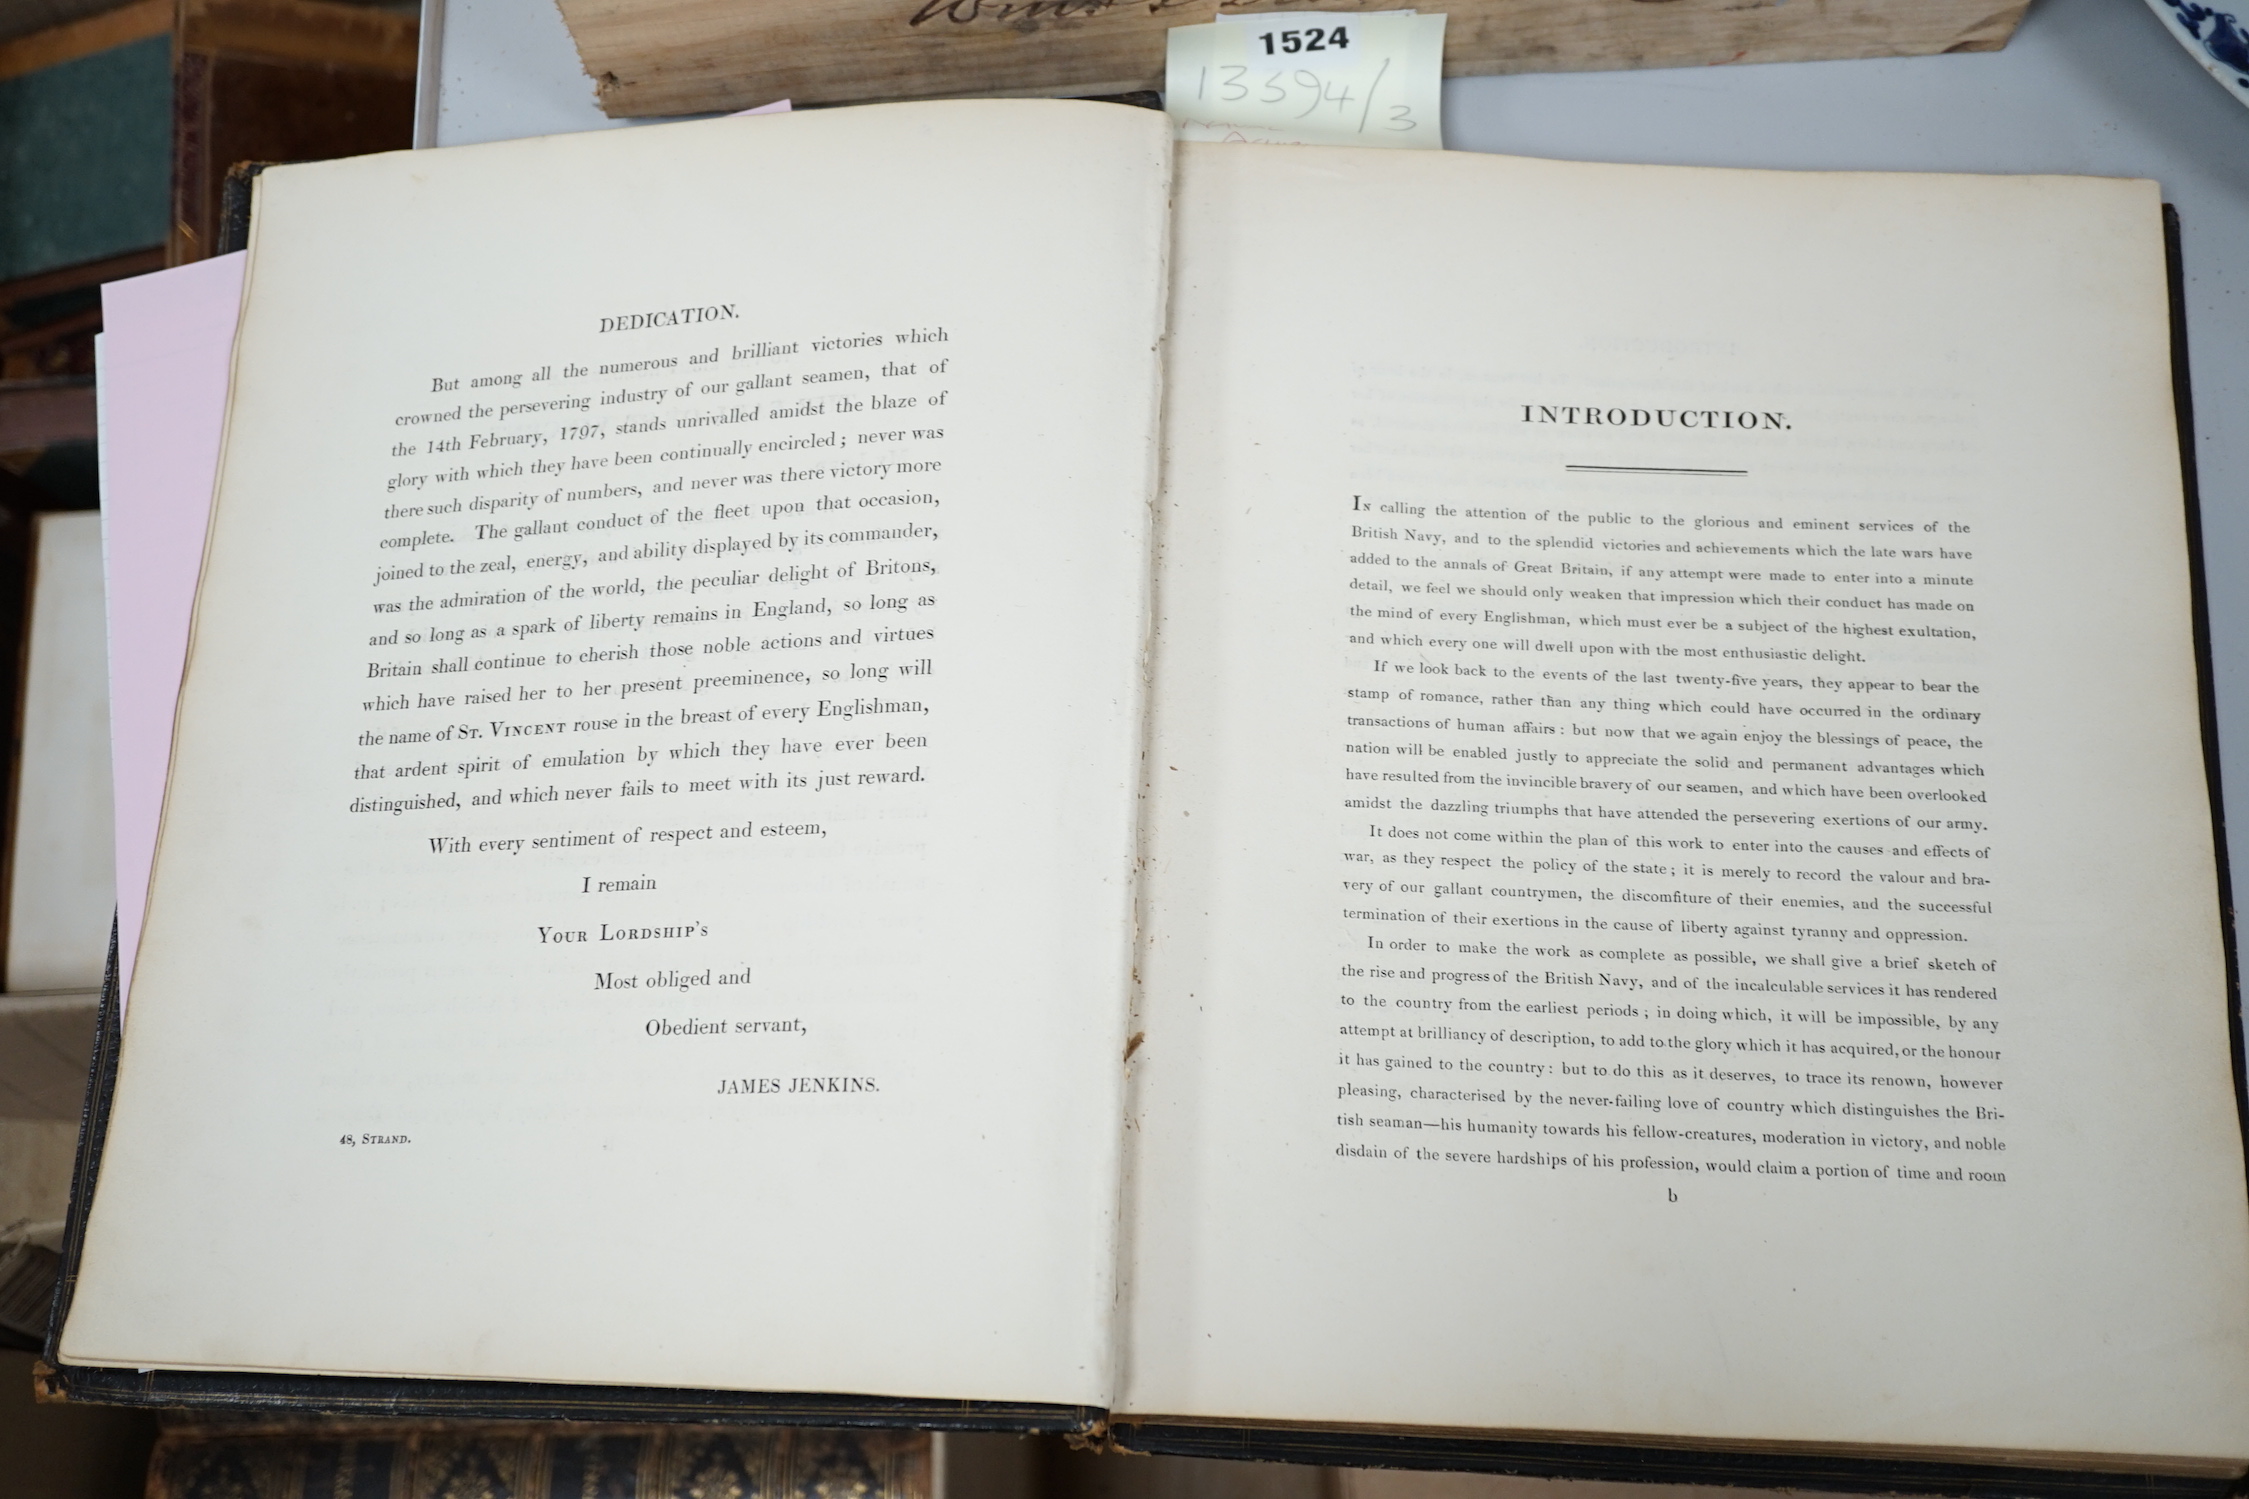 1524
13594/3
DEDICATION.
But among all the numerous and brilliant victories which
crowned the persevering industry of our gallant seamen, that of
the 14th February, 1797, stands unrivalled amidst the blaze of
glory with which they have been continually encircled; never was
there such disparity of numbers, and never was there victory more
complete. The gallant conduct of the fleet upon that occasion,
joined to the zeal, energy, and ability displayed by its commander,
was the admiration of the world, the peculiar delight of Britons,
and so long as a spark of liberty remains in England, so long as
Britain shall continue to cherish those noble actions and virtues
which have raised her to her present preeminence, so long will
the name of ST. VINCENT rouse in the breast of every Englishman,
that ardent spirit of emulation by which they have ever been
distinguished, and which never fails to meet with its just reward.
With every sentiment of respect and esteem,
I remain
YOUR LORDSHIP'S
Most obliged and
Obedient servant,
JAMES JENKINS.
48, STRAND.
INTRODUCTION.
IN calling the attention of the public to the glorious and eminent services of the
British Navy, and to the splendid victories and achievements which the late wars have
added to the annals of Great Britain, if any attempt were made to enter into a minute
detail, we feel we should only weaken that impression which their conduct has made on
the mind of every Englishman, which must ever be a subject of the highest exultation,
and which every one will dwell upon with the most enthusiastic delight.
If we look back to the events of the last twenty-five years, they appear to bear the
stamp of romance, rather than any thing which could have occurred in the ordinary
transactions of human affairs: but now that we again enjoy the blessings of peace, the
nation will be enabled justly to appreciate the solid and permanent advantages which
have resulted from the invincible bravery of our seamen, and which have been overlooked
amidst the dazzling triumphs that have attended the persevering exertions of our army.
It does not come within the plan of this work to enter into the causes and effects of
war, as they respect the policy of the state; it is merely to record the valour and bra-
very of our gallant countrymen, the discomfiture of their enemies, and the successful
termination of their exertions in the cause of liberty against tyranny and oppression.
In order to make the work as complete as possible, we shall give a brief sketch of
the rise and progress of the British Navy, and of the incalculable services it has rendered
to the country from the earliest periods; in doing which, it will be impossible, by any
attempt at brilliancy of description, to add to the glory which it has acquired, or the honour
it has gained to the country: but to do this as it deserves, to trace its renown, however
pleasing, characterised by the never-failing love of country which distinguishes the Bri-
tish seaman—his humanity towards his fellow-creatures, moderation in victory, and noble
disdain of the severe hardships of his profession, would claim a portion of time and room
b